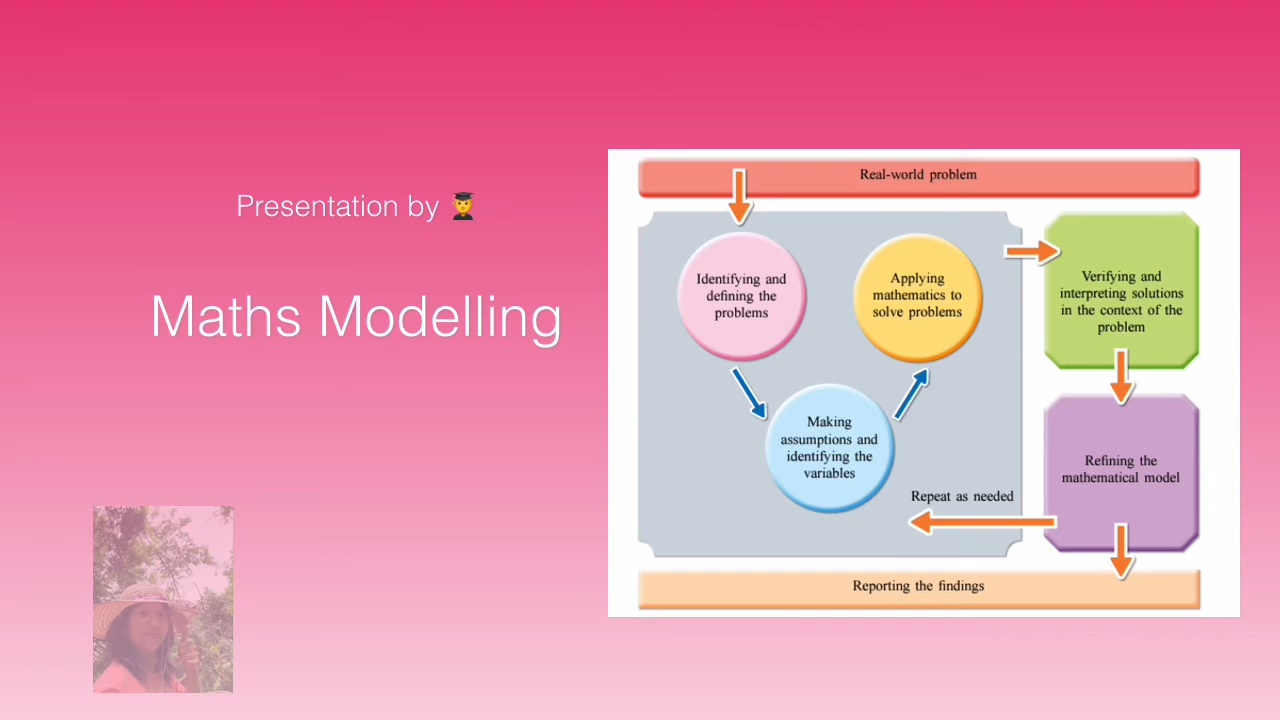 Presentation by 👨‍🎓
Maths Modelling
Real-world problem
Identifying and
defining the
problems
Applying
mathematics to
solve problems
Making
assumptions and
identifying the
variables
Verifying and
interpreting solutions
in the context of the
problem
Refining the
mathematical model
Repeat as needed
Reporting the findings